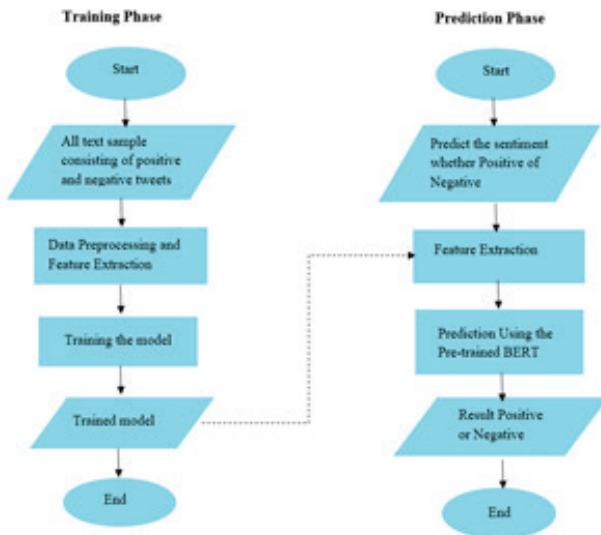 Training Phase
Start
All text sample
consisting of positive
and negative tweets
Data Preprocessing and
Feature Extraction
Training the model
Trained model
End
Prediction Phase
Start
Predict the sentiment
whether Positive of
Negative
Feature Extraction
Prediction Using the
Pre-trained BERT
Result Positive
or Negative
End